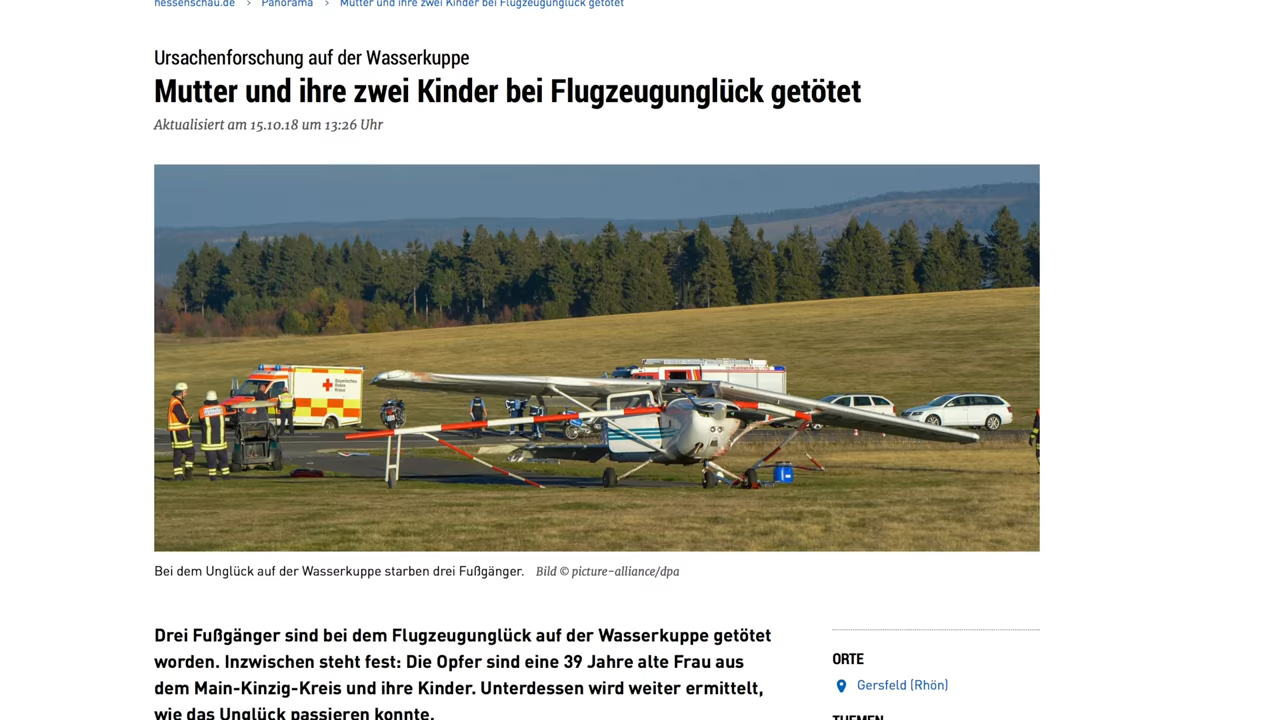 hessenschau.de > Panorama > Mutter und ihre zwei Kinder bei Flugzeugunglück getötet
Ursachenforschung auf der Wasserkuppe
Mutter und ihre zwei Kinder bei Flugzeugunglück getötet
Aktualisiert am 15.10.18 um 13:26 Uhr
Bayerisches
Rotes
Kreuz
Bei dem Unglück auf der Wasserkuppe starben drei Fußgänger. Bild © picture-alliance/dpa
Drei Fußgänger sind bei dem Flugzeugunglück auf der Wasserkuppe getötet
worden. Inzwischen steht fest: Die Opfer sind eine 39 Jahre alte Frau aus
dem Main-Kinzig-Kreis und ihre Kinder. Unterdessen wird weiter ermittelt,
wie das Unglück passieren konnte.
ORTE
Gersfeld (Rhön)
THEMEN